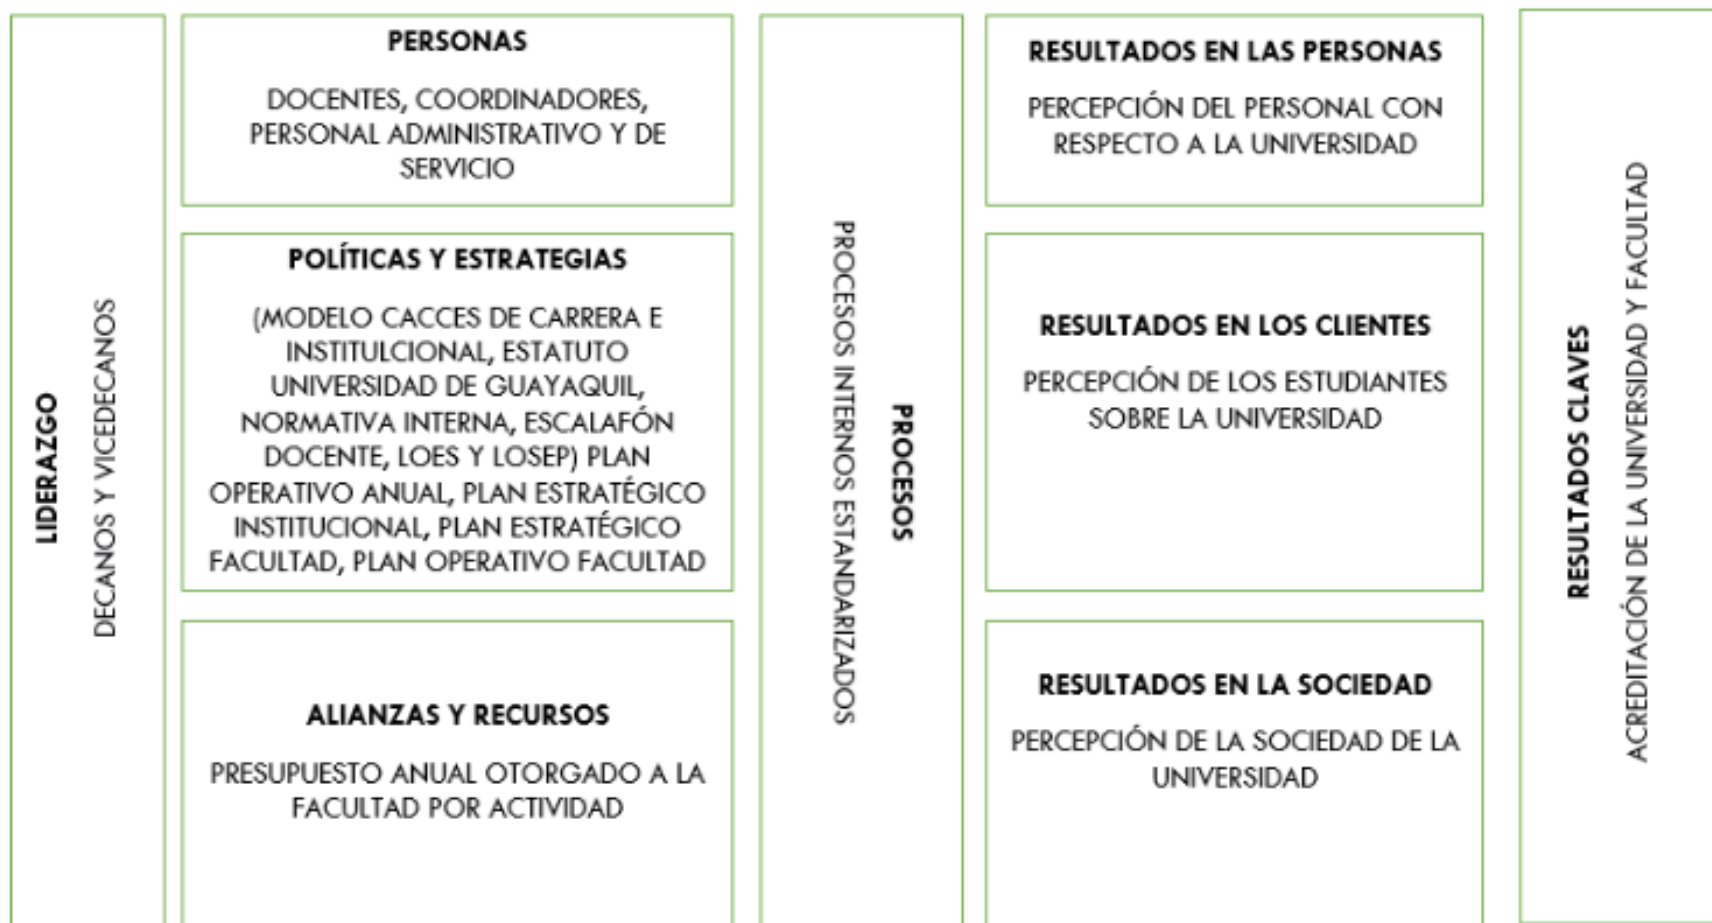 LIDERAZGO
DECANOS Y VICEDECANOS
PERSONAS
DOCENTES, COORDINADORES,
PERSONAL ADMINISTRATIVO Y DE
SERVICIO
POLÍTICAS Y ESTRATEGIAS
(MODELO CACCES DE CARRERA E
INSTITULCIONAL, ESTATUTO
UNIVERSIDAD DE GUAYAQUIL,
NORMATIVA INTERNA, ESCALAFÓN
DOCENTE, LOES Y LOSEP) PLAN
OPERATIVO ANUAL, PLAN ESTRATÉGICO
INSTITUCIONAL, PLAN ESTRATÉGICO
FACULTAD, PLAN OPERATIVO FACULTAD
ALIANZAS Y RECURSOS
PRESUPUESTO ANUAL OTORGADO A LA
FACULTAD POR ACTIVIDAD
PROCESOS
PROCESOS INTERNOS ESTANDARIZADOS
RESULTADOS EN LAS PERSONAS
PERCEPCIÓN DEL PERSONAL CON
RESPECTO A LA UNIVERSIDAD
RESULTADOS EN LOS CLIENTES
PERCEPCIÓN DE LOS ESTUDIANTES
SOBRE LA UNIVERSIDAD
RESULTADOS EN LA SOCIEDAD
PERCEPCIÓN DE LA SOCIEDAD DE LA
UNIVERSIDAD
RESULTADOS CLAVES
ACREDITACIÓN DE LA UNIVERSIDAD Y FACULTAD